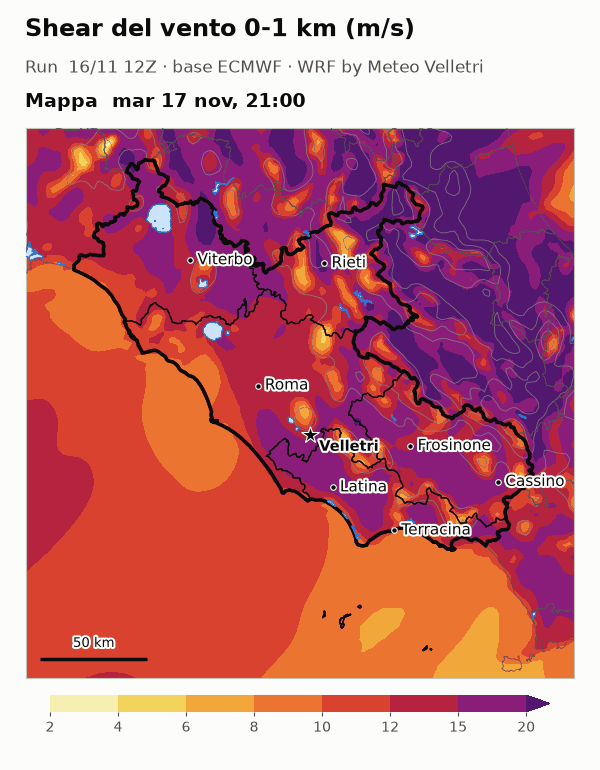 Shear del vento 0-1 km (m/s)
Run 16/11 12Z · base ECMWF · WRF by Meteo Velletri
Mappa mar 17 nov, 21:00
Viterbo
Rieti
Roma
Velletri
Frosinone
Latina
Cassino
Terracina
50 km
2 4 6 8 10 12 15 20